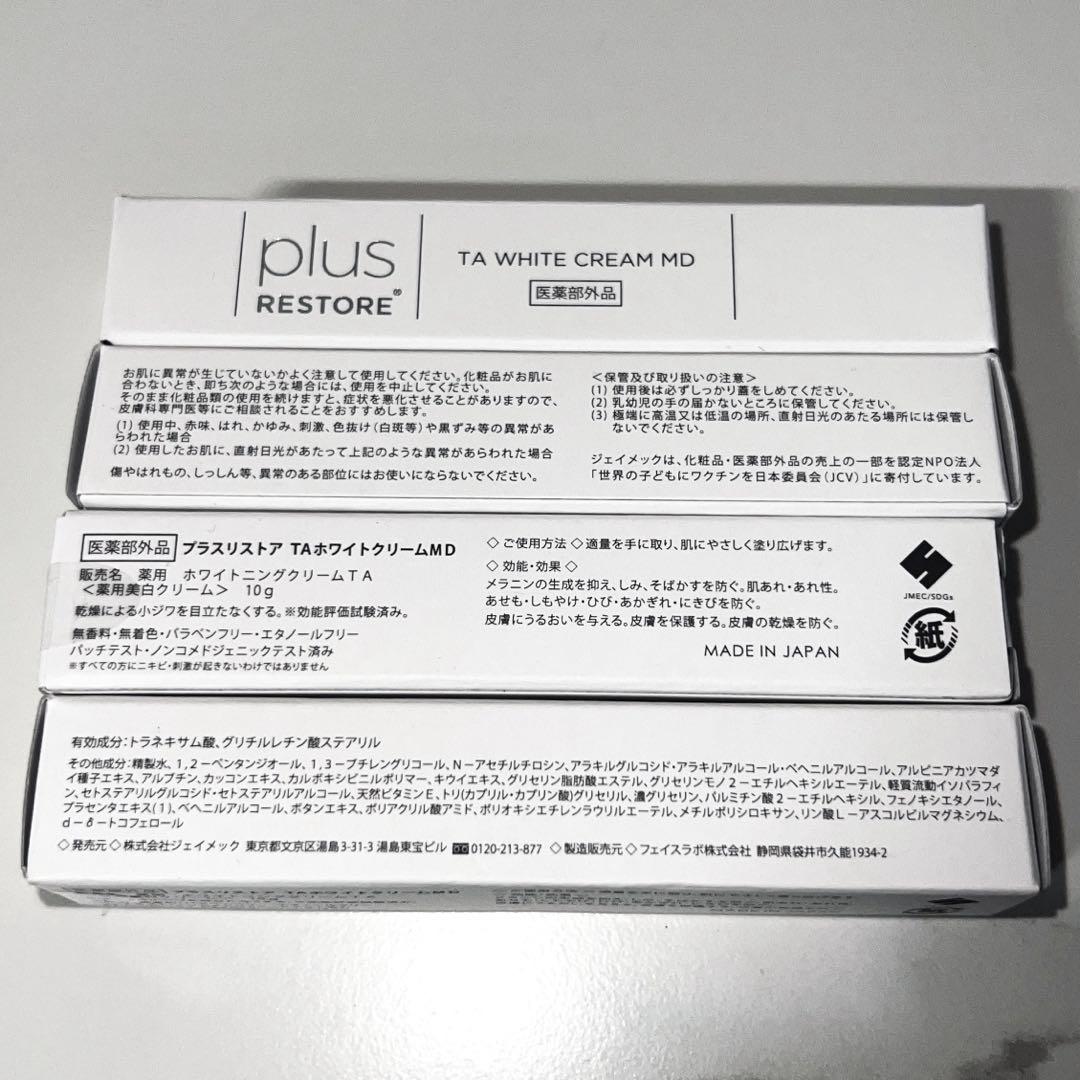 plus
RESTORE®
TA WHITE CREAM MD
医薬部外品
お肌に異常が生じていないかよく注意して使用してください。化粧品がお肌に
合わないとき、即ち次のような場合には、使用を中止してください。
そのまま化粧品類の使用を続けますと、症状を悪化させることがありますので、
皮膚科専門医等にご相談されることをおすすめします。
(1) 使用中、赤味、はれ、かゆみ、刺激、色抜け(白斑等)や黒ずみ等の異常があ
らわれた場合
(2) 使用したお肌に、直射日光があたって上記のような異常があらわれた場合
傷やはれもの、しっしん等、異常のある部位にはお使いにならないでください。
<保管及び取り扱いの注意>
(1) 使用後は必ずしっかり蓋をしめてください。
(2) 乳幼児の手の届かないところに保管してください。
(3) 極端に高温又は低温の場所、直射日光のあたる場所には保管し
ないでください。
ジェイメックは、化粧品・医薬部外品の売上の一部を認定NPO法人
「世界の子どもにワクチンを日本委員会(JCV)」に寄付しています。
医薬部外品 プラスリストア TAホワイトクリームMD
販売名 薬用 ホワイトニングクリームTA
<薬用美白クリーム> 10g
乾燥による小ジワを目立たなくする。※効能評価試験済み。
無香料・無着色・パラベンフリー・エタノールフリー
パッチテスト・ノンコメドジェニックテスト済み
※すべての方にニキビ・刺激が起きないわけではありません
◇ご使用方法◇適量を手に取り、肌にやさしく塗り広げます。
◇効能・効果◇
メラニンの生成を抑え、しみ、そばかすを防ぐ。肌あれ・あれ性。
あせも・しもやけ・ひび・あかぎれ・にきびを防ぐ。
皮膚にうるおいを与える。皮膚を保護する。皮膚の乾燥を防ぐ。
MADE IN JAPAN
JMEC/SDGs
紙
有効成分:トラネキサム酸、グリチルレチン酸ステアリル
その他成分:精製水、1,2-ペンタンジオール、1,3-ブチレングリコール、N-アセチルチロシン、アラキルグルコシド・アラキルアルコール・ベヘニルアルコール、アルピニアカツマダ
イ種子エキス、アルブチン、カッコンエキス、カルボキシビニルポリマー、キウイエキス、グリセリン脂肪酸エステル、グリセリンモノ2-エチルヘキシルエーテル、軽質流動イソパラフィ
ン、セトステアリルグルコシド・セトステアリルアルコール、天然ビタミンE、トリ(カプリル・カプリン酸)グリセリル、濃グリセリン、パルミチン酸2-エチルヘキシル、フェノキシエタノール、
プラセンタエキス(1)、ベヘニルアルコール、ボタンエキス、ポリアクリル酸アミド、ポリオキシエチレンラウリルエーテル、メチルポリシロキサン、リン酸L-アスコルビルマグネシウム、
d-δ-トコフェロール
◇発売元◇株式会社ジェイメック 東京都文京区湯島3-31-3 湯島東宝ビル 0120-213-877 ◇製造販売元◇フェイスラボ株式会社 静岡県袋井市久能1934-2
プラスリストア TAホワイトクリームMD
MADE IN JAPAN